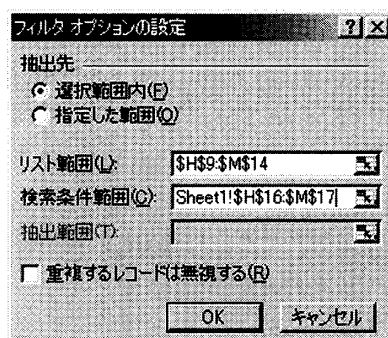 フィルタ オプションの設定
抽出先
選択範囲内(F)
指定した範囲(O)
リスト範囲(L): $H$9:$M$14
検索条件範囲(C): Sheet1!$H$16:$M$17
抽出範囲(T):
重複するレコードは無視する(R)
OK キャンセル